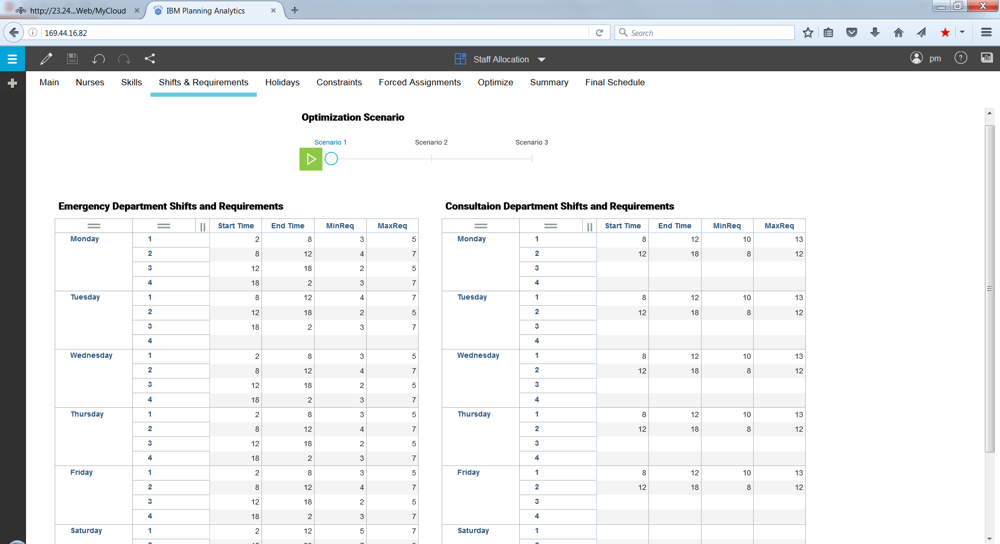 http://23.24...Web/MyCloud
IBM Planning Analytics
169.44.16.82
Search
Staff Allocation
pm
Main Nurses Skills Shifts & Requirements Holidays Constraints Forced Assignments Optimize Summary Final Schedule
Optimization Scenario
Scenario 1 Scenario 2 Scenario 3
Emergency Department Shifts and Requirements
Start Time End Time MinReq MaxReq
Monday 1 2 8 3 5
2 8 12 4 7
3 12 18 2 5
4 18 2 3 7
Tuesday 1 8 12 4 7
2 12 18 2 5
3 18 2 3 7
4
Wednesday 1 2 8 3 5
2 8 12 4 7
3 12 18 2 5
4 18 2 3 7
Thursday 1 2 8 3 5
2 8 12 4 7
3 12 18 2 5
4 18 2 3 7
Friday 1 2 8 3 5
2 8 12 4 7
3 12 18 2 5
4 18 2 3 7
Saturday 1 2 12 5 7
Consultaion Department Shifts and Requirements
Start Time End Time MinReq MaxReq
Monday 1 8 12 10 13
2 12 18 8 12
3
4
Tuesday 1 8 12 10 13
2 12 18 8 12
3
4
Wednesday 1 8 12 10 13
2 12 18 8 12
3
4
Thursday 1 8 12 10 13
2 12 18 8 12
3
4
Friday 1 8 12 10 13
2 12 18 8 12
3
4
Saturday 1